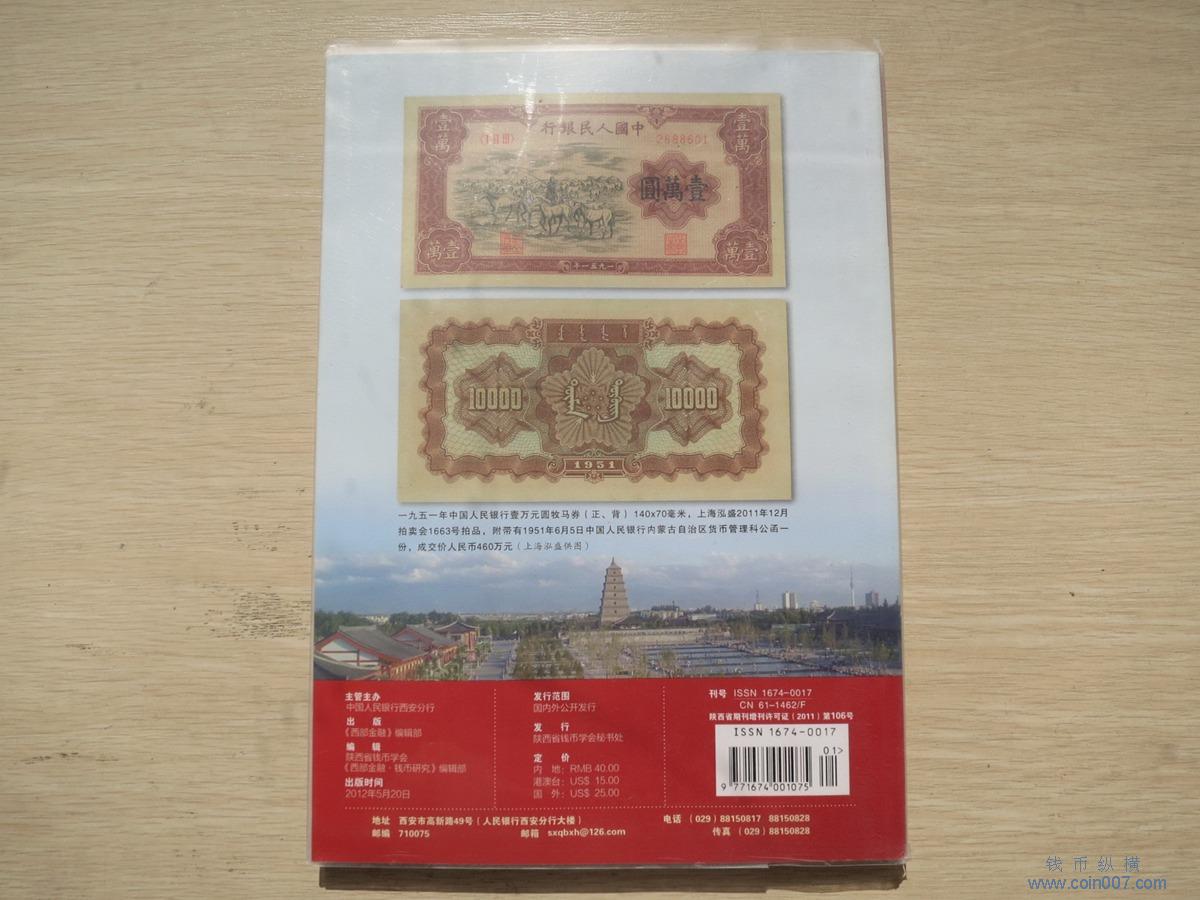 中國人民銀行
壹萬
壹萬
〈ⅠⅡⅢ〉
2688601
壹萬圓
壹萬
壹萬
一九五一年
10000
10000
1951
一九五一年中国人民银行壹万元圆牧马券（正、背）140x70毫米，上海泓盛2011年12月
拍卖会1663号拍品，附带有1951年6月5日中国人民银行内蒙古自治区货币管理科公函一
份，成交价人民币460万元（上海泓盛供图）
主管主办
中国人民银行西安分行
出 版
《西部金融》编辑部
编 辑
陕西省钱币学会
《西部金融·钱币研究》编辑部
出版时间
2012年5月20日
发行范围
国内外公开发行
发 行
陕西省钱币学会秘书处
定 价
内 地：RMB 40.00
港澳台：US$ 15.00
国 外：US$ 25.00
刊号 ISSN 1674-0017
CN 61-1462/F
陕西省期刊增刊许可证（2011）第106号
ISSN 1674-0017
01>
9 771674 001075
地址 西安市高新路49号（人民银行西安分行大楼）
电话 （029）88150817 88150828
邮编 710075
邮箱 sxqbxh@126.com
传真 （029）88150828
钱币纵横
www.coin007.com